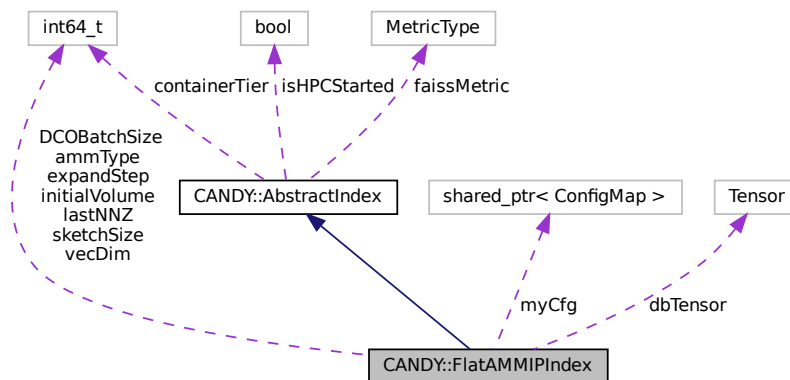 int64_t
bool
MetricType
containerTier
isHPCStarted
faissMetric
DCOBatchSize
ammType
expandStep
initialVolume
lastNNZ
sketchSize
vecDim
CANDY::AbstractIndex
shared_ptr< ConfigMap >
Tensor
myCfg
dbTensor
CANDY::FlatAMMIPIndex